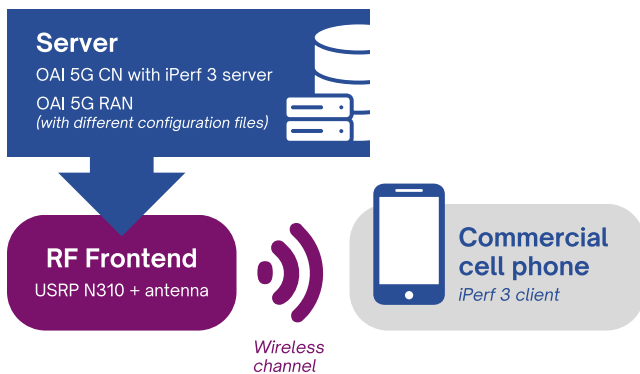 Server
OAI 5G CN with iPerf 3 server
OAI 5G RAN
(with different configuration files)
RF Frontend
USRP N310 + antenna
Wireless
channel
Commercial
cell phone
iPerf 3 client